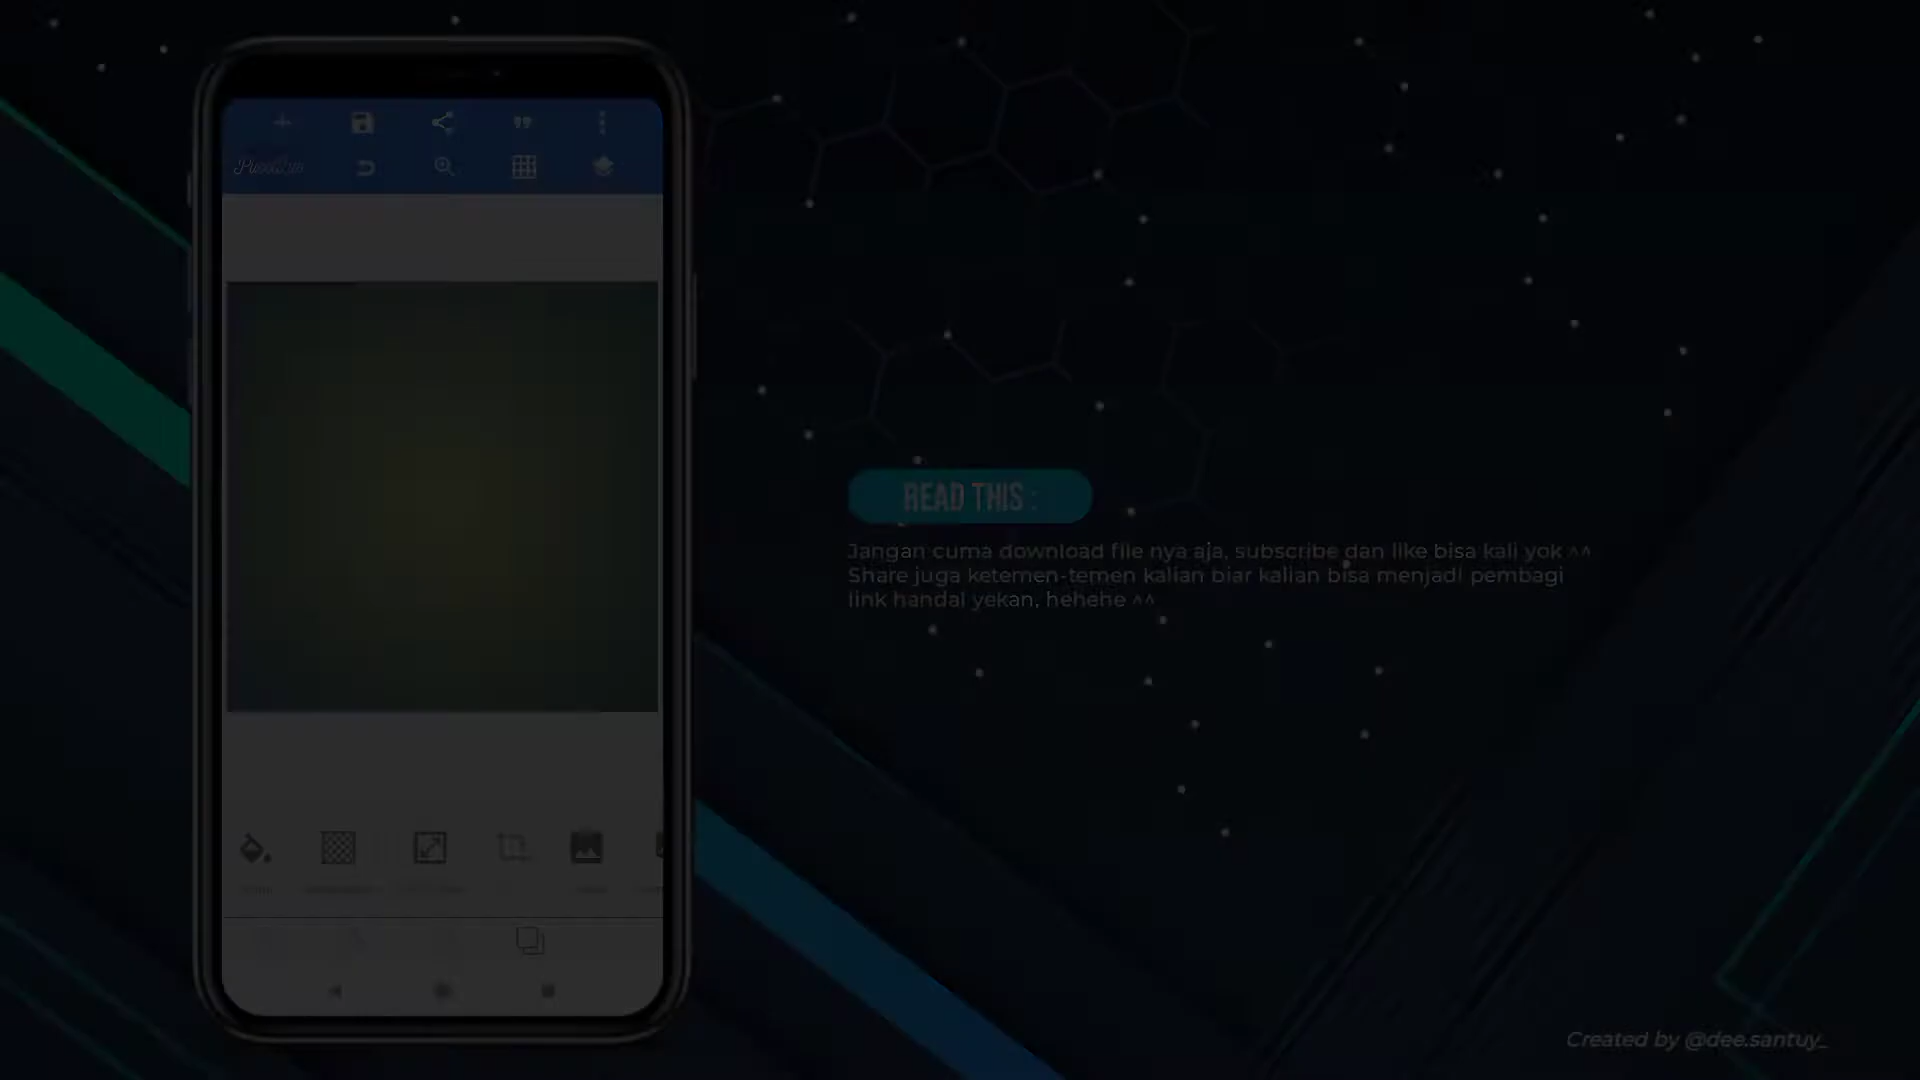 PixelLab
READ THIS :
Jangan cuma download file nya aja, subscribe dan like bisa kali yok ^^
Share juga ketemen-temen kalian biar kalian bisa menjadi pembagi
link handal yekan, hehehe ^^
Created by @dee.santuy_